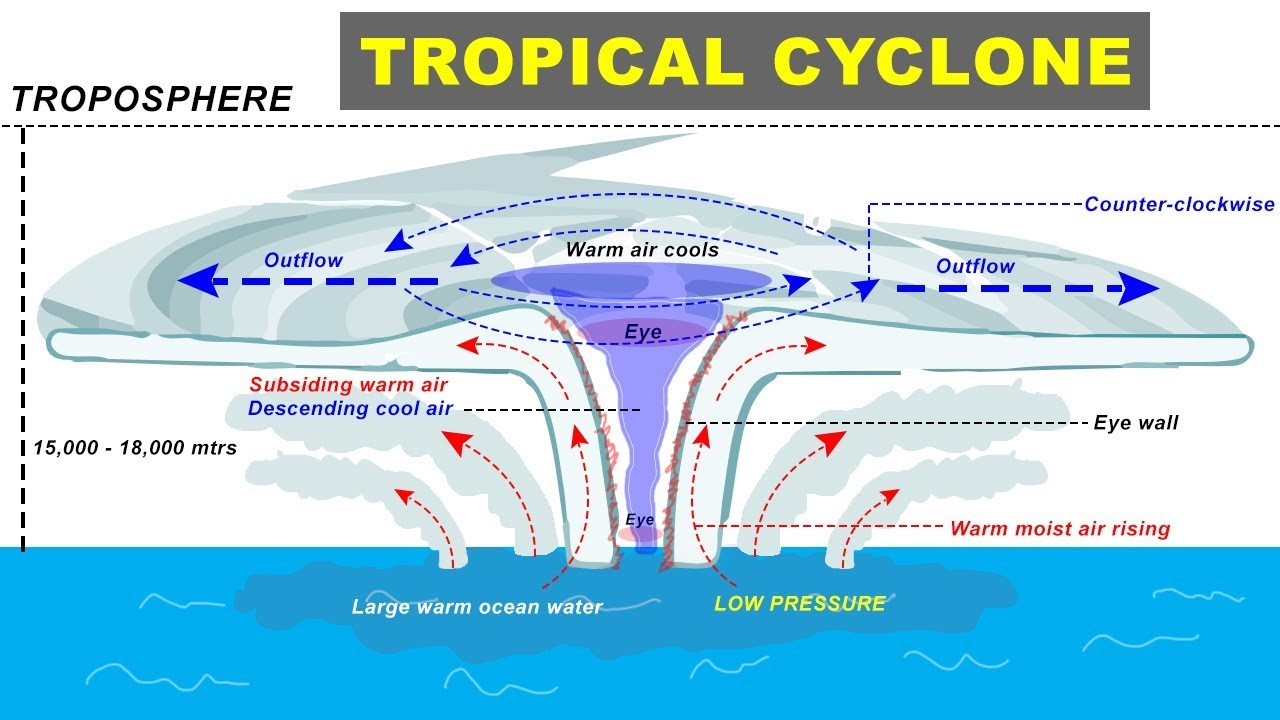 TROPICAL CYCLONE
TROPOSPHERE
Counter-clockwise
Warm air cools
Outflow
Outflow
Eye
Subsiding warm air
Descending cool air
Eye wall
15,000 - 18,000 mtrs
Eye
Warm moist air rising
Large warm ocean water
LOW PRESSURE